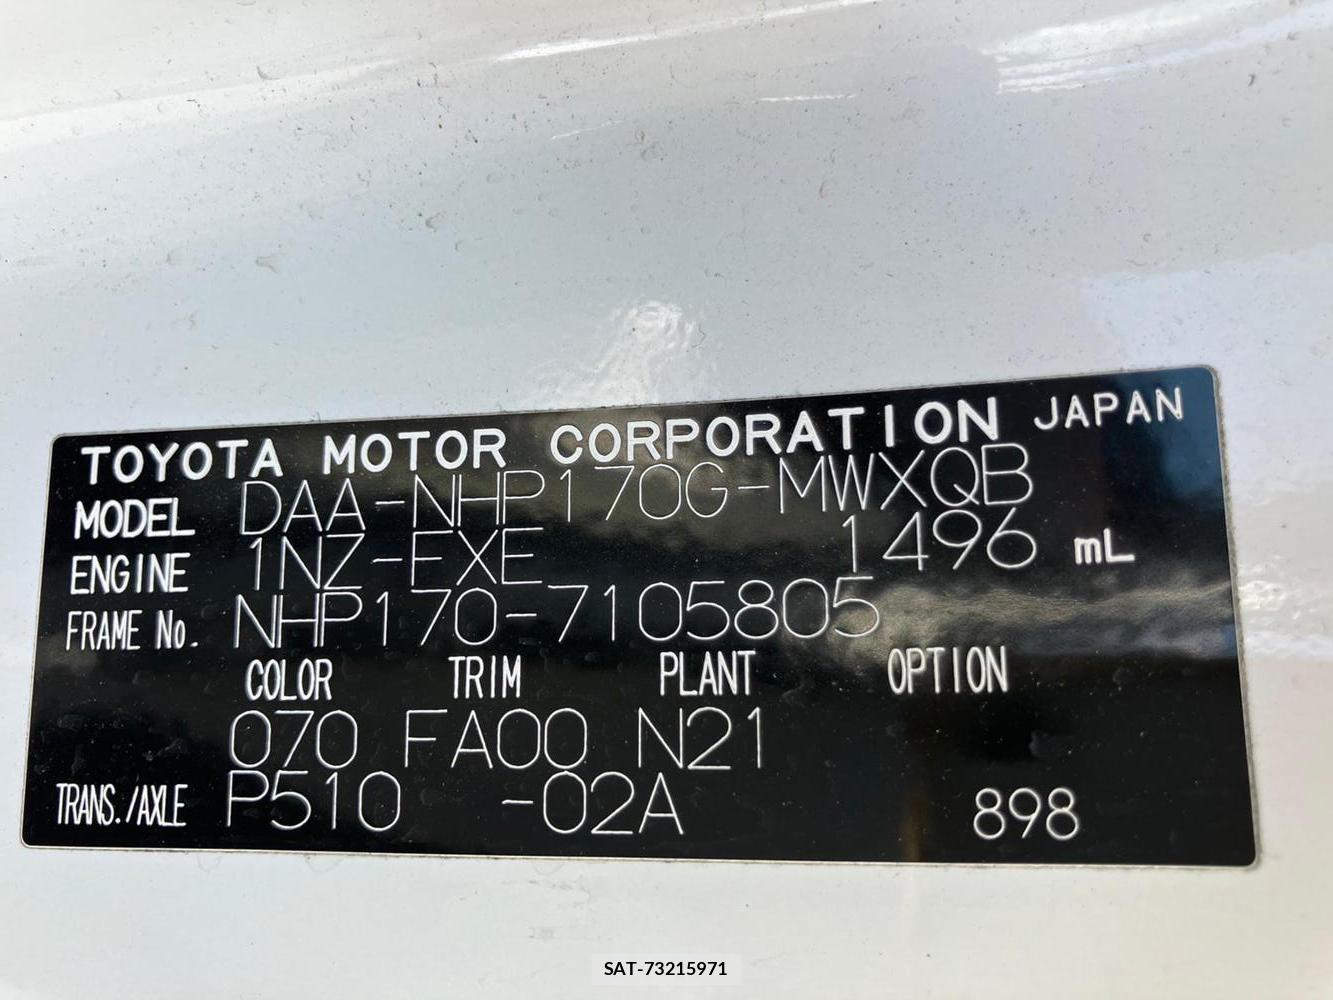 TOYOTA MOTOR CORPORATION JAPAN
MODEL DAA-NHP170G-MWXQB
ENGINE 1NZ-FXE 1496 mL
FRAME No. NHP170-7105805
COLOR TRIM PLANT OPTION
070 FA00 N21
TRANS./AXLE P510 -02A 898
SAT-73215971